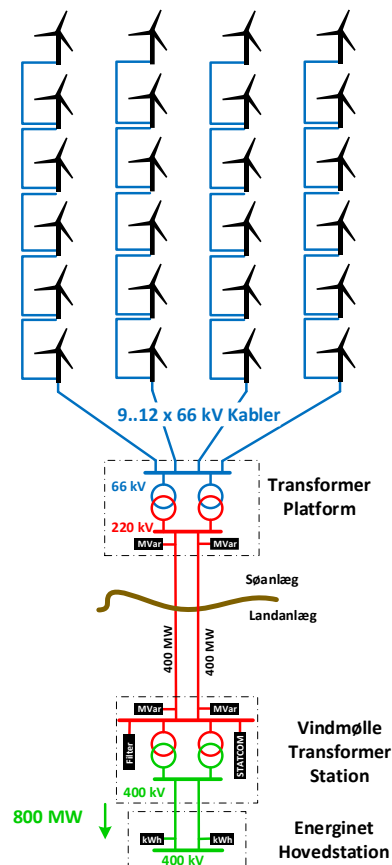 9..12 x 66 kV Kabler
66 kV
Transformer
Platform
220 kV
MVar
MVar
Søanlæg
Landanlæg
400 MW
400 MW
MVar
MVar
Filter
STATCOM
Vindmølle
Transformer
Station
400 kV
800 MW
kWh
kWh
Energinet
Hovedstation
400 kV